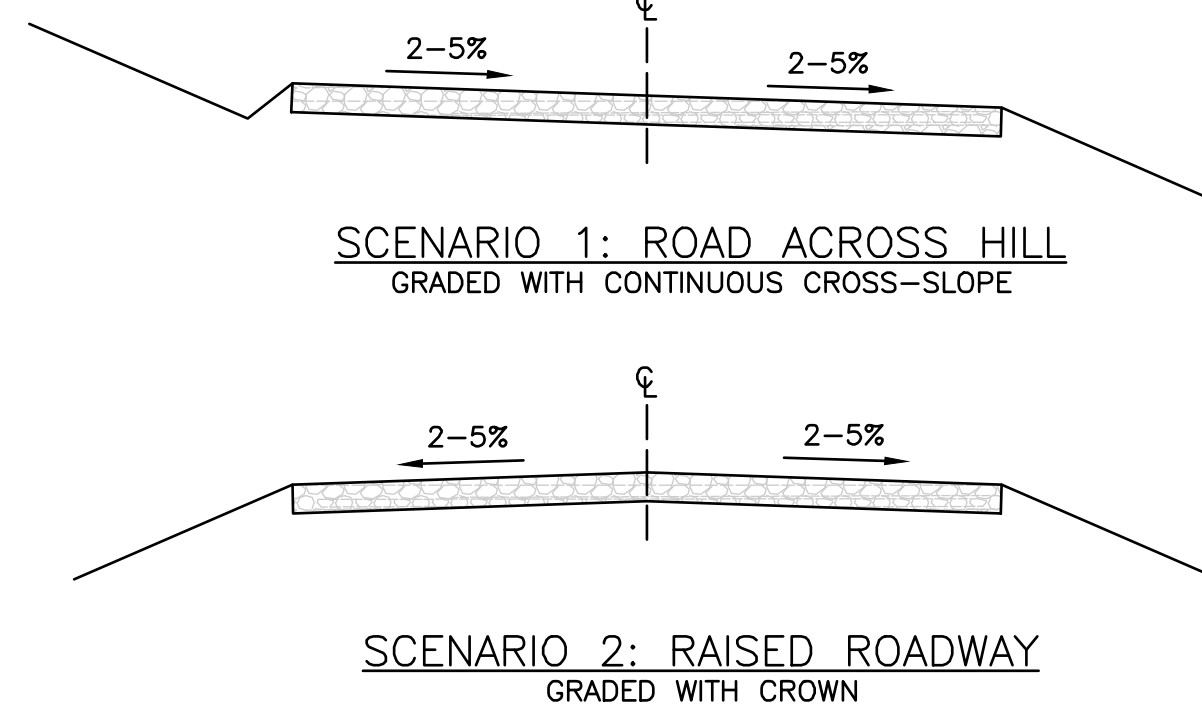 ℄
2-5%
2-5%
SCENARIO 1: ROAD ACROSS HILL
GRADED WITH CONTINUOUS CROSS-SLOPE
℄
2-5%
2-5%
SCENARIO 2: RAISED ROADWAY
GRADED WITH CROWN